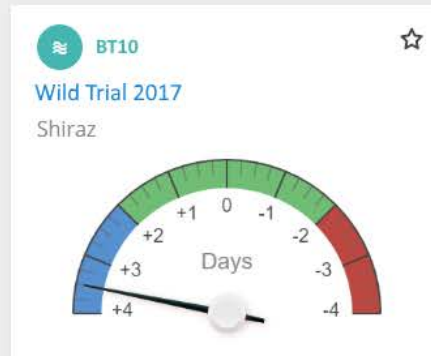 BT10
Wild Trial 2017
Shiraz
0
+1 -1
+2 -2
Days
+3 -3
+4 -4